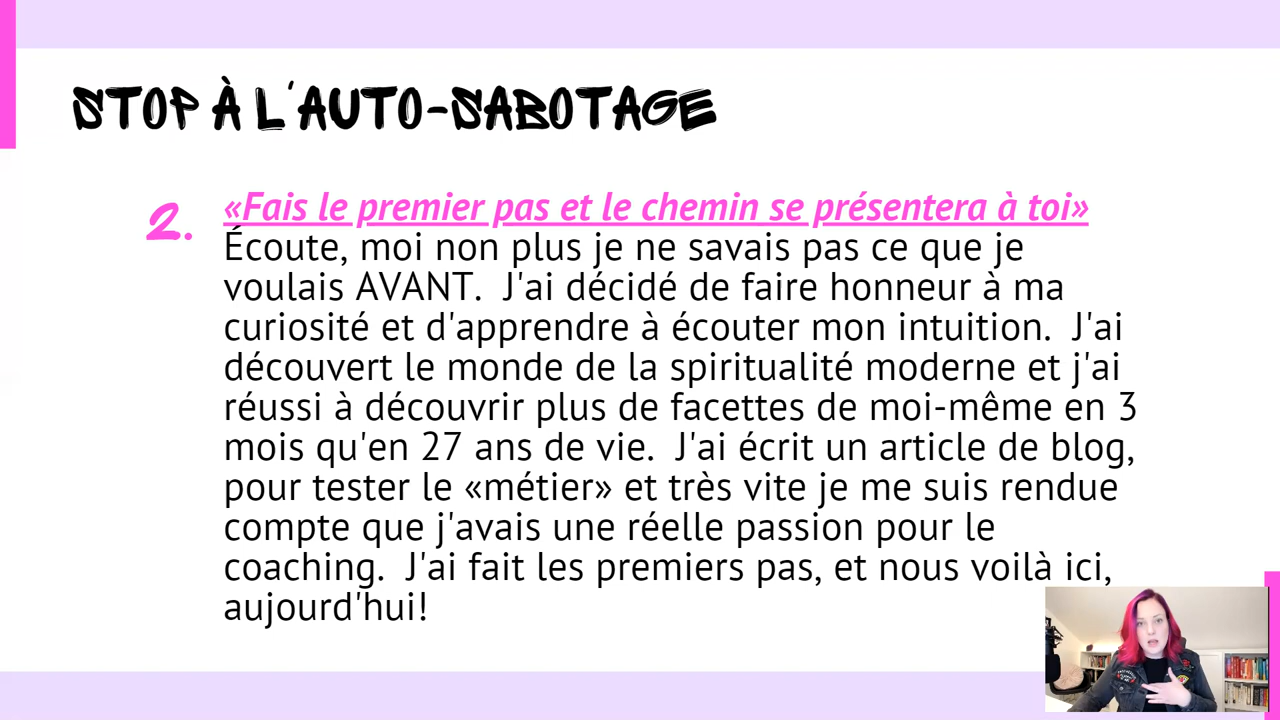 STOP À L'AUTO-SABOTAGE
2. «Fais le premier pas et le chemin se présentera à toi»
Écoute, moi non plus je ne savais pas ce que je
voulais AVANT.  J'ai décidé de faire honneur à ma
curiosité et d'apprendre à écouter mon intuition.  J'ai
découvert le monde de la spiritualité moderne et j'ai
réussi à découvrir plus de facettes de moi-même en 3
mois qu'en 27 ans de vie.  J'ai écrit un article de blog,
pour tester le «métier» et très vite je me suis rendue
compte que j'avais une réelle passion pour le
coaching.  J'ai fait les premiers pas, et nous voilà ici,
aujourd'hui!